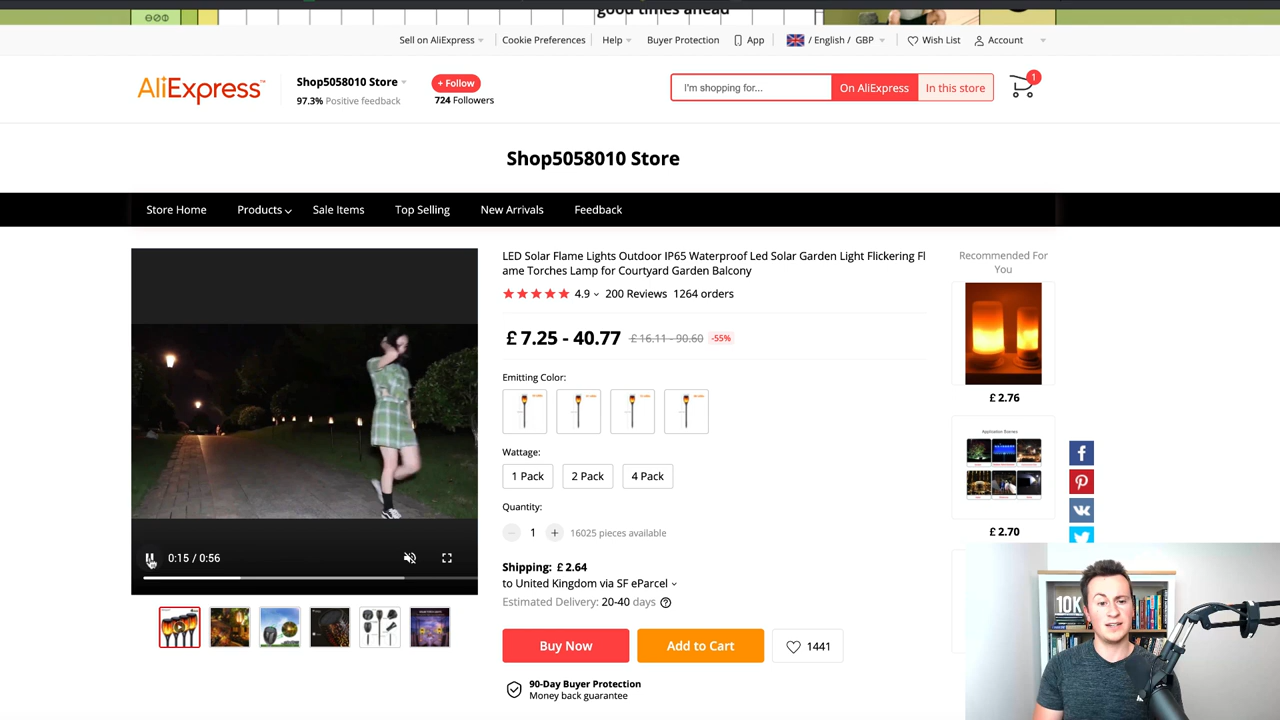 good times ahead
Sell on AliExpress
Cookie Preferences
Help
Buyer Protection
App
/ English / GBP
Wish List
Account
AliExpress™
Shop5058010 Store
+ Follow
97.3% Positive feedback
724 Followers
I'm shopping for...
On AliExpress
In this store
1
Shop5058010 Store
Store Home
Products
Sale Items
Top Selling
New Arrivals
Feedback
LED Solar Flame Lights Outdoor IP65 Waterproof Led Solar Garden Light Flickering Fl
ame Torches Lamp for Courtyard Garden Balcony
4.9
200 Reviews
1264 orders
£ 7.25 - 40.77
£ 16.11 - 90.60
-55%
Emitting Color:
Wattage:
1 Pack
2 Pack
4 Pack
Quantity:
1
16025 pieces available
Shipping: £ 2.64
to United Kingdom via SF eParcel
Estimated Delivery: 20-40 days
Buy Now
Add to Cart
1441
90-Day Buyer Protection
Money back guarantee
0:15 / 0:56
Recommended For
You
£ 2.76
Application Scenes
£ 2.70
10K